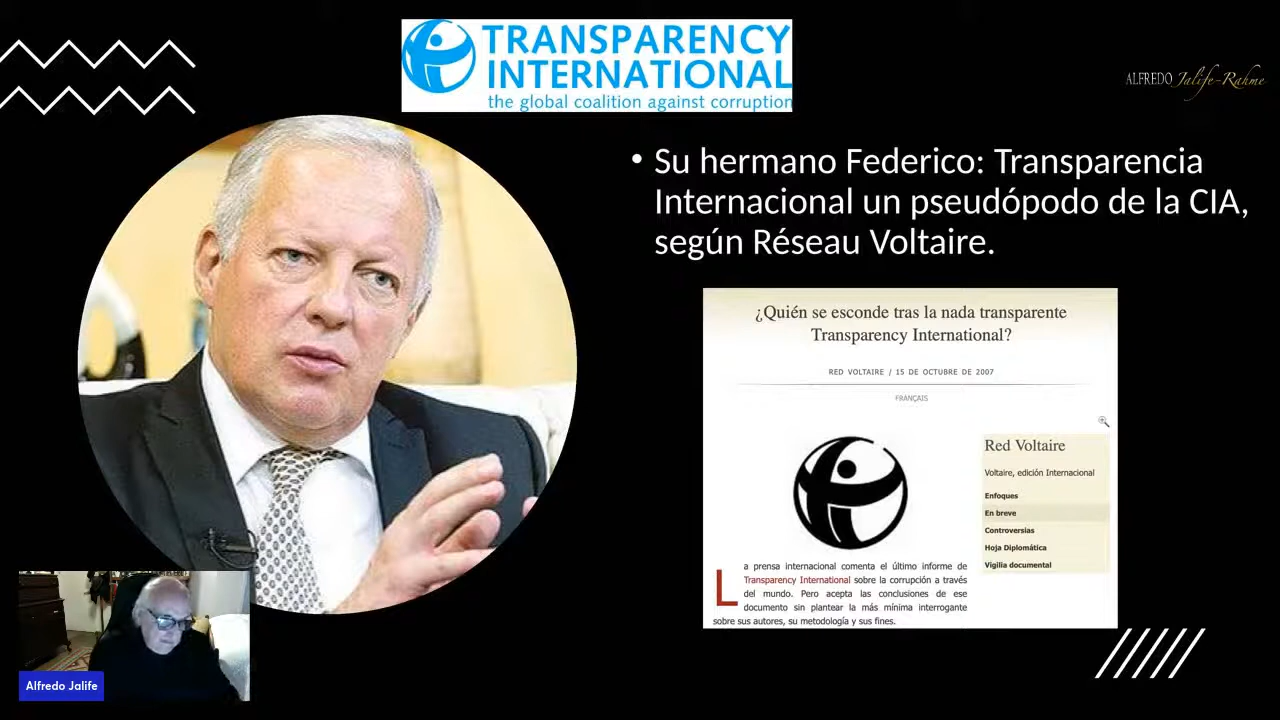 TRANSPARENCY
INTERNATIONAL
the global coalition against corruption
ALFREDO Jalife-Rahme
• Su hermano Federico: Transparencia
Internacional un pseudópodo de la CIA,
según Réseau Voltaire.
¿Quién se esconde tras la nada transparente
Transparency International?
RED VOLTAIRE / 15 DE OCTUBRE DE 2007
FRANÇAIS
Red Voltaire
Voltaire, edición Internacional
Enfoques
En breve
Controversias
Hoja Diplomática
Vigilia documental
La prensa internacional comenta el último informe de
Transparency International sobre la corrupción a través
del mundo. Pero acepta las conclusiones de ese
documento sin plantear la más mínima interrogante
sobre sus autores, su metodología y sus fines.
Alfredo Jalife